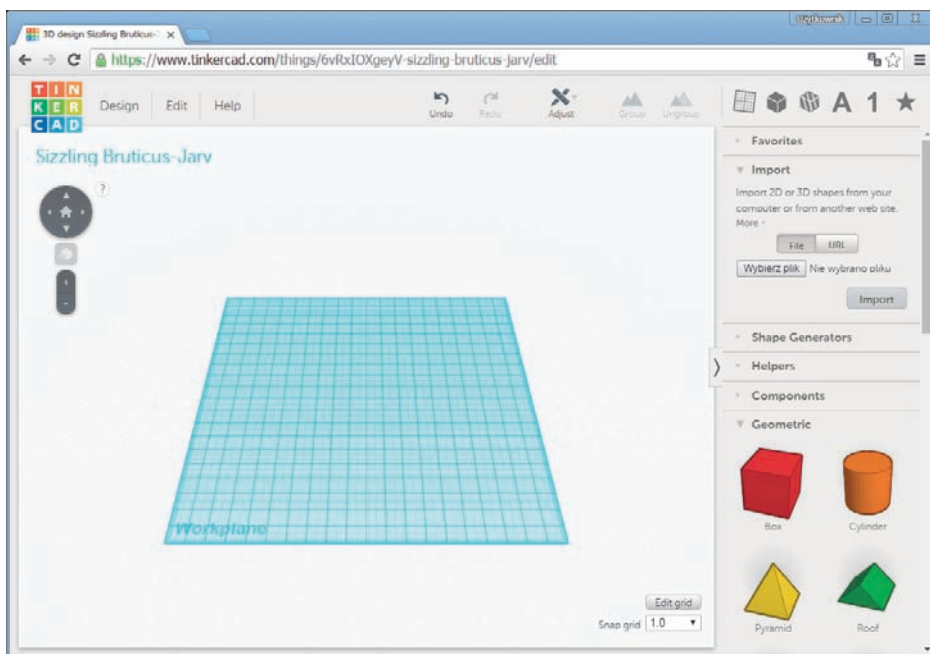 Użytkownik
3D design Sizzling Bruticus-
https://www.tinkercad.com/things/6vRxIOXgeyV-sizzling-bruticus-jarv/edit
TIN
KER
CAD
Design
Edit
Help
Undo
Redo
Adjust
Group
Ungroup
A 1
Sizzling Bruticus-Jarv
?
+
-
Workplane
Edit grid
Snap grid 1.0
Favorites
Import
Import 2D or 3D shapes from your
computer or from another web site.
More
File
URL
Wybierz plik Nie wybrano pliku
Import
Shape Generators
Helpers
Components
Geometric
Box
Cylinder
Pyramid
Roof